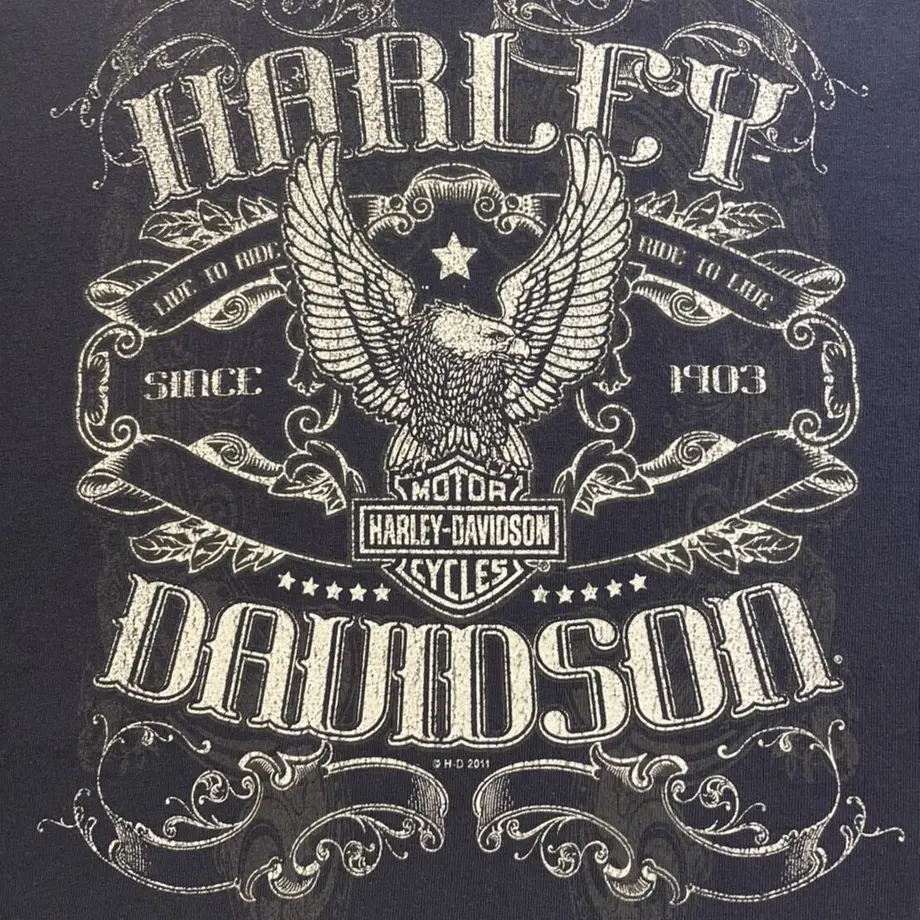 HARLEY-
LIVE TO RIDE
RIDE TO LIVE
SINCE
1903
MOTOR
HARLEY-DAVIDSON
CYCLES
®
DAVIDSON®
© H-D 2011